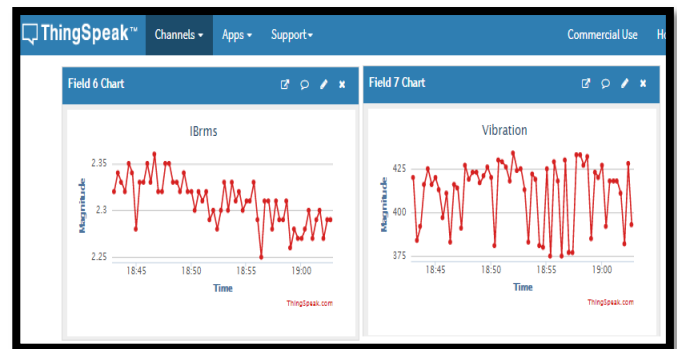 ThingSpeak™ Channels Apps Support Commercial Use
Field 6 Chart
IBrms
2.35
2.3
2.25
Magnitude
18:45 18:50 18:55 19:00
Time
ThingSpeak.com
Field 7 Chart
Vibration
425
400
375
Magnitude
18:45 18:50 18:55 19:00
Time
ThingSpeak.com